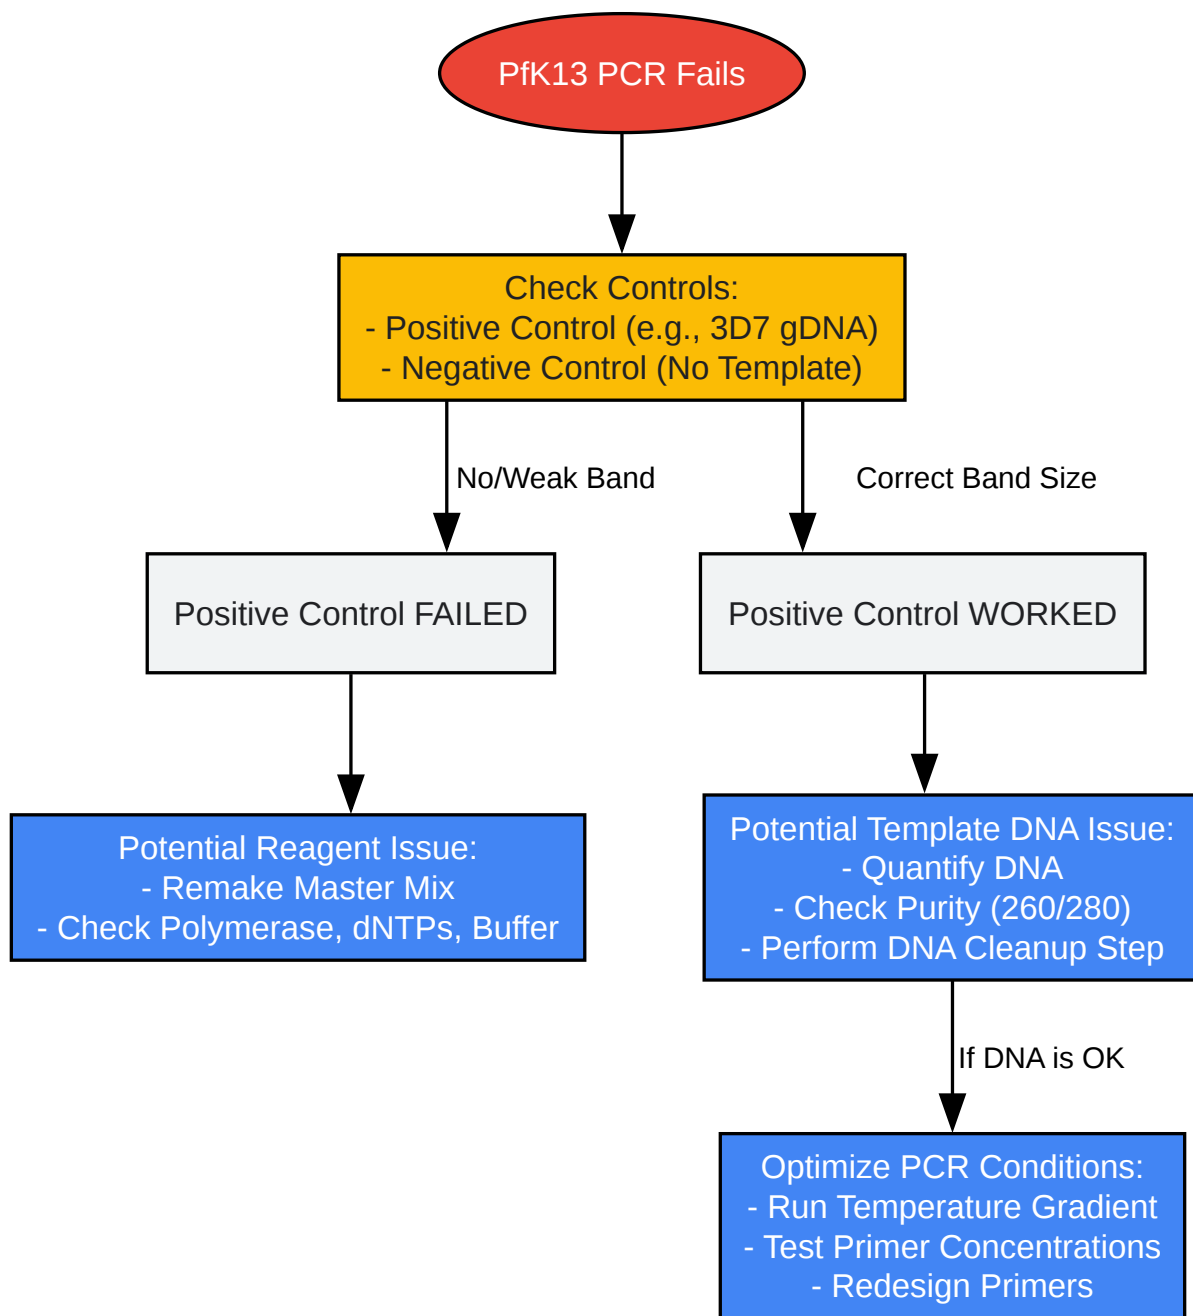 PfK13 PCR Fails
Check Controls:
- Positive Control (e.g., 3D7 gDNA)
- Negative Control (No Template)
No/Weak Band
Correct Band Size
Positive Control FAILED
Positive Control WORKED
Potential Reagent Issue:
- Remake Master Mix
- Check Polymerase, dNTPs, Buffer
Potential Template DNA Issue:
- Quantify DNA
- Check Purity (260/280)
- Perform DNA Cleanup Step
If DNA is OK
Optimize PCR Conditions:
- Run Temperature Gradient
- Test Primer Concentrations
- Redesign Primers